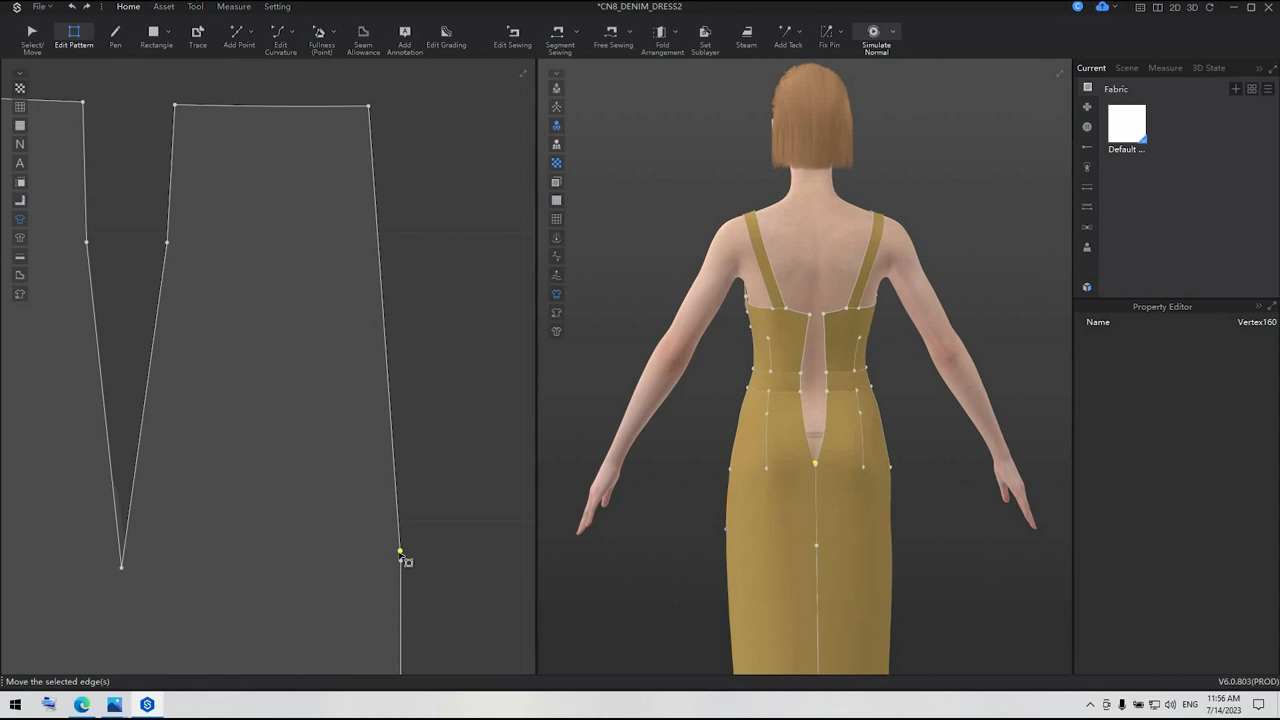 File Home Asset Tool Measure Setting *CN8_DENIM_DRESS2 2D 3D
Select/ Move Edit Pattern Pen Rectangle Trace Add Point Edit Curvature Fullness (Point) Seam Allowance Add Annotation Edit Grading Edit Sewing Segment Sewing Free Sewing Fold Arrangement Set Sublayer Steam Add Tack Fix Pin Simulate Normal
Current Scene Measure 3D State
Fabric
Default ...
Property Editor
Name Vertex160
Move the selected edge(s) V6.0.803(PROD)
11:56 AM
7/14/2023